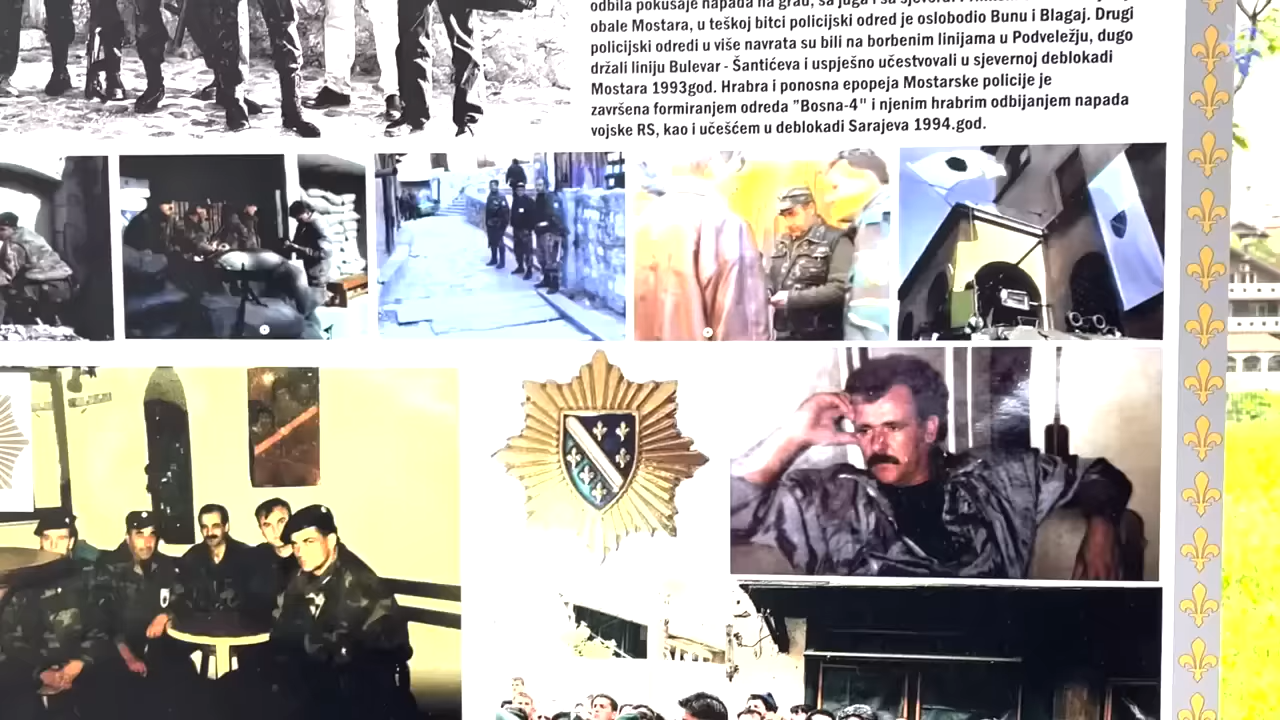 odbila pokušaje napada na grad, sa juga i sa sjevera.
obale Mostara, u teškoj bitci policijski odred je oslobodio Bunu i Blagaj. Drugi
policijski odredi u više navrata su bili na borbenim linijama u Podveležju, dugo
držali liniju Bulevar - Šantićeva i uspješno učestvovali u sjevernoj deblokadi
Mostara 1993god. Hrabra i ponosna epopeja Mostarske policije je
završena formiranjem odreda "Bosna-4" i njenim hrabrim odbijanjem napada
vojske RS, kao i učešćem u deblokadi Sarajeva 1994.god.